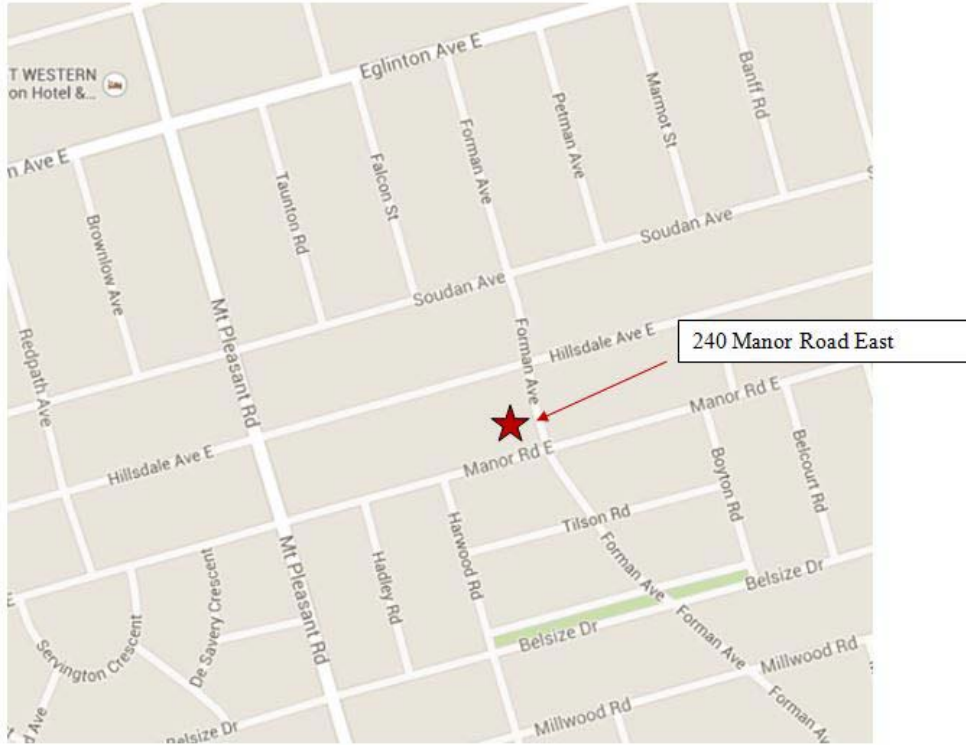 Eglinton Ave E
T WESTERN
on Hotel &...
n Ave E
Brownlow Ave
Taunton Rd
Falcon St
Forman Ave
Petman Ave
Marmot St
Banff Rd
Soudan Ave
Soudan Ave
Redpath Ave
Mt Pleasant Rd
Forman Ave
Hillsdale Ave E
240 Manor Road East
Manor Rd E
Hillsdale Ave E
Manor Rd E
Boyton Rd
Belcourt Rd
Tilson Rd
Harwood Rd
Hadley Rd
Mt Pleasant Rd
De Savery Crescent
Servington Crescent
Forman Ave
Belsize Dr
Belsize Dr
Forman Ave
Millwood Rd
Forman Av
Millwood Rd
Belsize Dr
d Ave
E